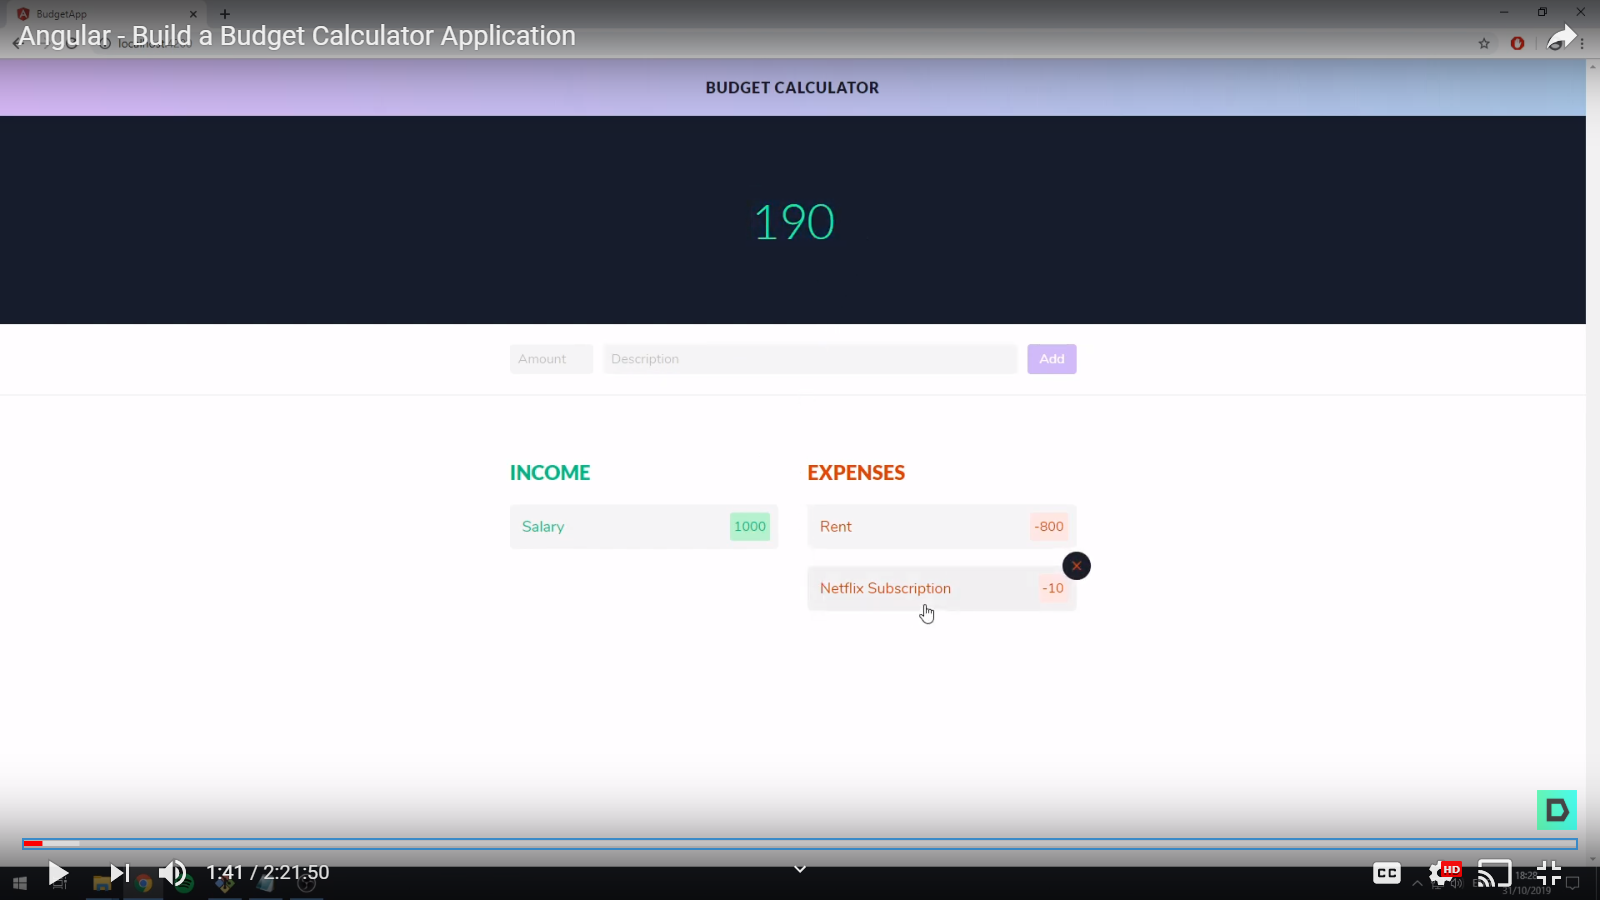 BudgetApp
Angular - Build a Budget Calculator Application
BUDGET CALCULATOR
190
Amount
Description
Add
INCOME
EXPENSES
Salary
1000
Rent
-800
Netflix Subscription
-10
1:41 / 2:21:50
CC
HD
18:28
31/10/2019